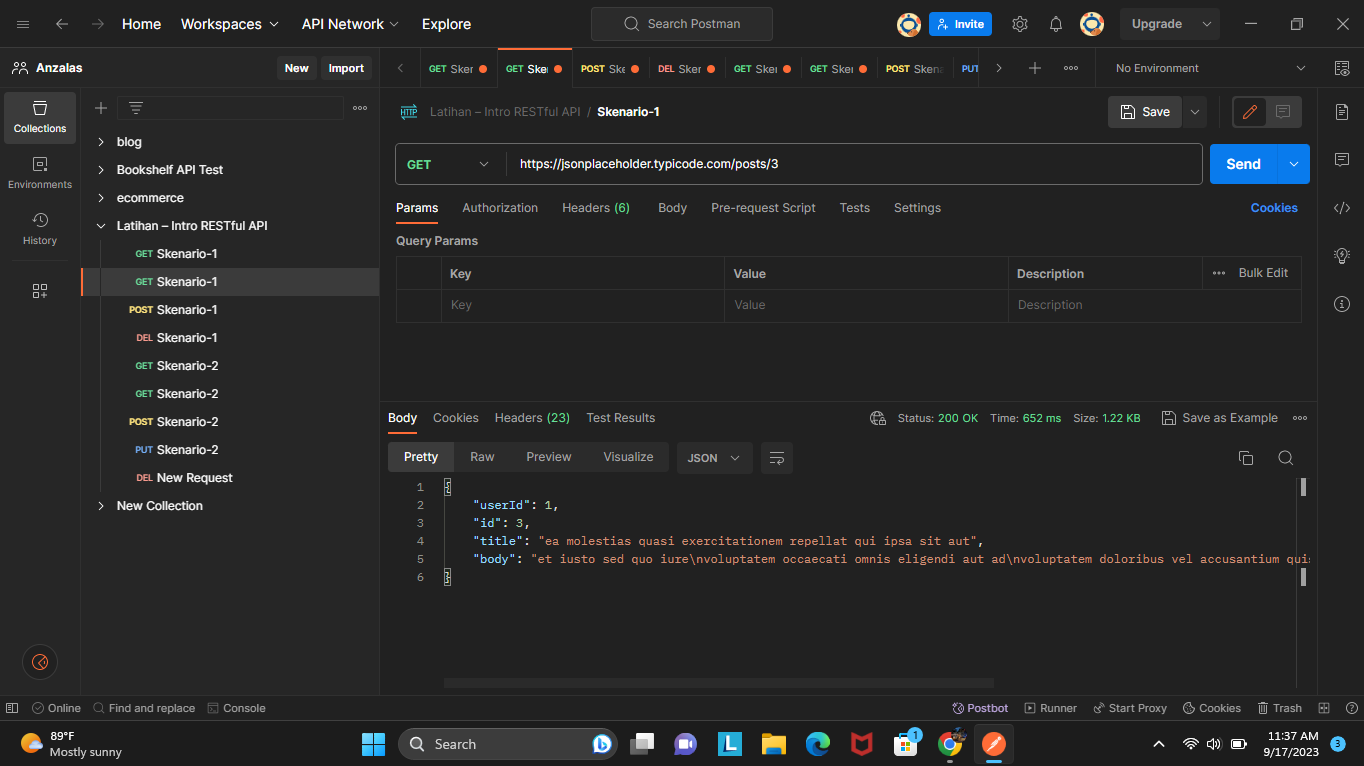 Home Workspaces API Network Explore Search Postman Invite Upgrade
Anzalas New Import
GET Sker GET Ske POST Ske DEL Sker GET Sker GET Sker POST Skena PUT No Environment
Collections
Environments
History
blog
Bookshelf API Test
ecommerce
Latihan – Intro RESTful API
GET Skenario-1
GET Skenario-1
POST Skenario-1
DEL Skenario-1
GET Skenario-2
GET Skenario-2
POST Skenario-2
PUT Skenario-2
DEL New Request
New Collection
HTTP Latihan – Intro RESTful API / Skenario-1 Save
GET https://jsonplaceholder.typicode.com/posts/3 Send
Params Authorization Headers (6) Body Pre-request Script Tests Settings Cookies
Query Params
Key Value Description Bulk Edit
Key Value Description
Body Cookies Headers (23) Test Results Status: 200 OK Time: 652 ms Size: 1.22 KB Save as Example
Pretty Raw Preview Visualize JSON
1 {
2 "userId": 1,
3 "id": 3,
4 "title": "ea molestias quasi exercitationem repellat qui ipsa sit aut",
5 "body": "et iusto sed quo iure\nvoluptatem occaecati omnis eligendi aut ad\nvoluptatem doloribus vel accusantium quis
6 }
Online Find and replace Console Postbot Runner Start Proxy Cookies Trash
89°F
Mostly sunny
Search
L
1
11:37 AM
9/17/2023
3